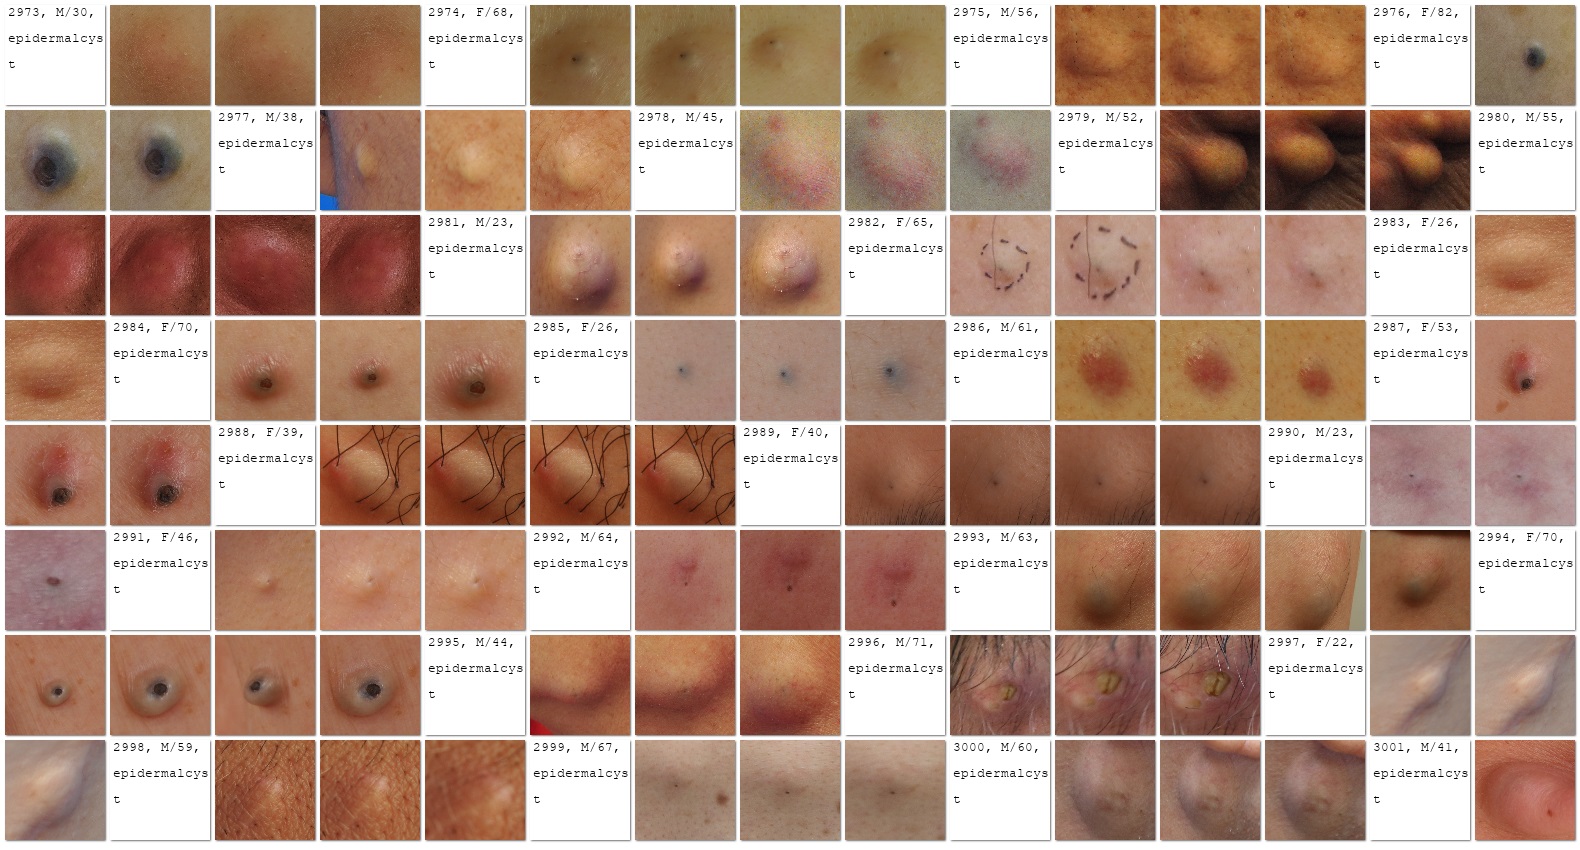 2973, M/30,
epidermalcys
t
2974, F/68,
epidermalcys
t
2975, M/56,
epidermalcys
t
2976, F/82,
epidermalcys
t
2977, M/38,
epidermalcys
t
2978, M/45,
epidermalcys
t
2979, M/52,
epidermalcys
t
2980, M/55,
epidermalcys
t
2981, M/23,
epidermalcys
t
2982, F/65,
epidermalcys
t
2983, F/26,
epidermalcys
t
2984, F/70,
epidermalcys
t
2985, F/26,
epidermalcys
t
2986, M/61,
epidermalcys
t
2987, F/53,
epidermalcys
t
2988, F/39,
epidermalcys
t
2989, F/40,
epidermalcys
t
2990, M/23,
epidermalcys
t
2991, F/46,
epidermalcys
t
2992, M/64,
epidermalcys
t
2993, M/63,
epidermalcys
t
2994, F/70,
epidermalcys
t
2995, M/44,
epidermalcys
t
2996, M/71,
epidermalcys
t
2997, F/22,
epidermalcys
t
2998, M/59,
epidermalcys
t
2999, M/67,
epidermalcys
t
3000, M/60,
epidermalcys
t
3001, M/41,
epidermalcys
t